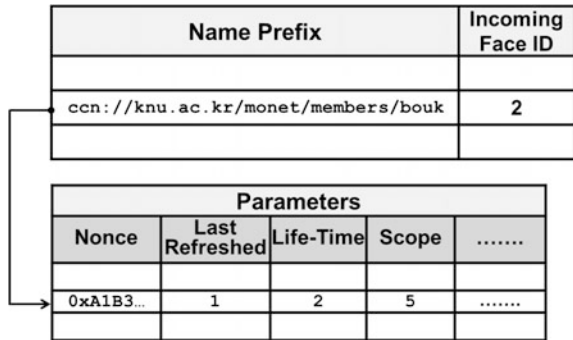 Name Prefix
Incoming
Face ID
ccn://knu.ac.kr/monet/members/bouk
2
Parameters
Nonce
Last
Refreshed
Life-Time
Scope
.......
0xA1B3…
1
2
5
.......